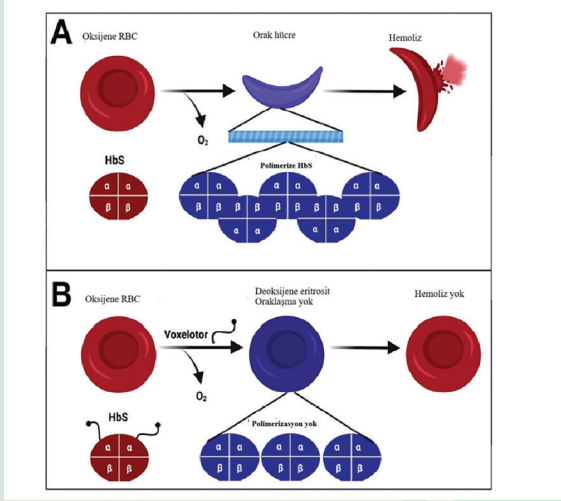 A
Oksijene RBC
Orak hücre
Hemoliz
O₂
HbS
Polimerize HbS
α α
β β
α α α α α α
β β β β β β β β β β
α α α α
B
Oksijene RBC
Deoksijene eritrosit
Oraklaşma yok
Hemoliz yok
Voxelotor
O₂
HbS
Polimerizasyon yok
α α
β β
α α α α α α
β β β β β β